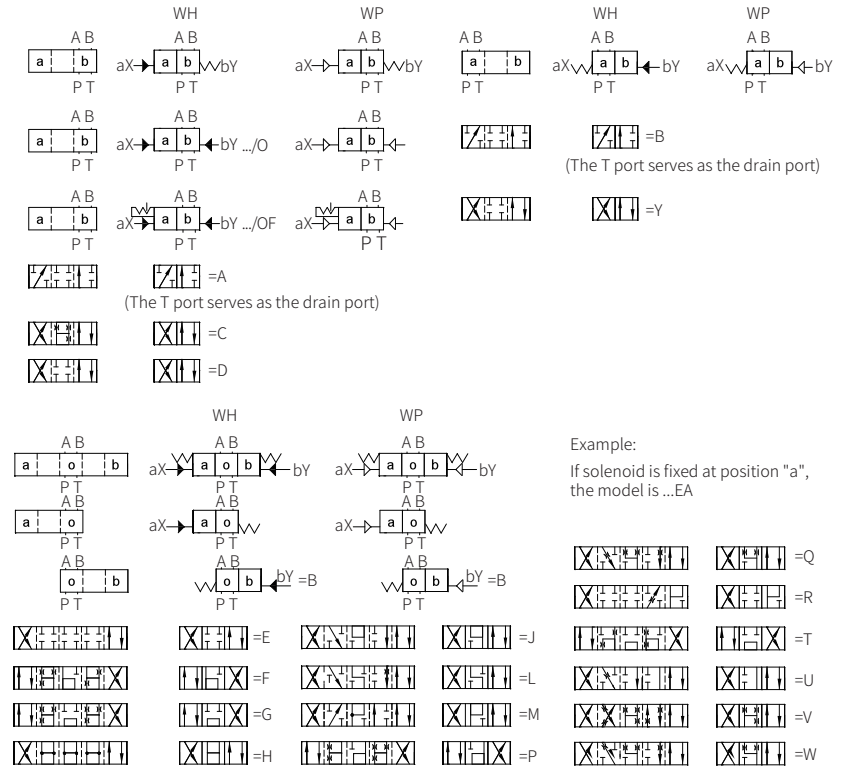 WH WP WH WP
A B A B A B A B A B A B
a b aX a b bY aX a b bY a b aX a b bY aX a b bY
P T P T P T P T P T P T
A B A B A B
a b aX a b bY .../O aX a b =B
P T P T P T (The T port serves as the drain port)
A B A B A B
a b aX a b bY .../OF aX a b =Y
P T P T P T
=A
(The T port serves as the drain port)
=C
=D
WH WP
A B A B A B
a o b aX a o b bY aX a o b bY
P T P T P T
A B A B A B
a o aX a o aX a o
P T P T P T
A B A B A B
o b o b bY =B o b bY =B
P T P T P T
Example:
If solenoid is fixed at position "a",
the model is ...EA
=E =J
=F =L
=G =M
=H =P
=Q
=R
=T
=U
=V
=W